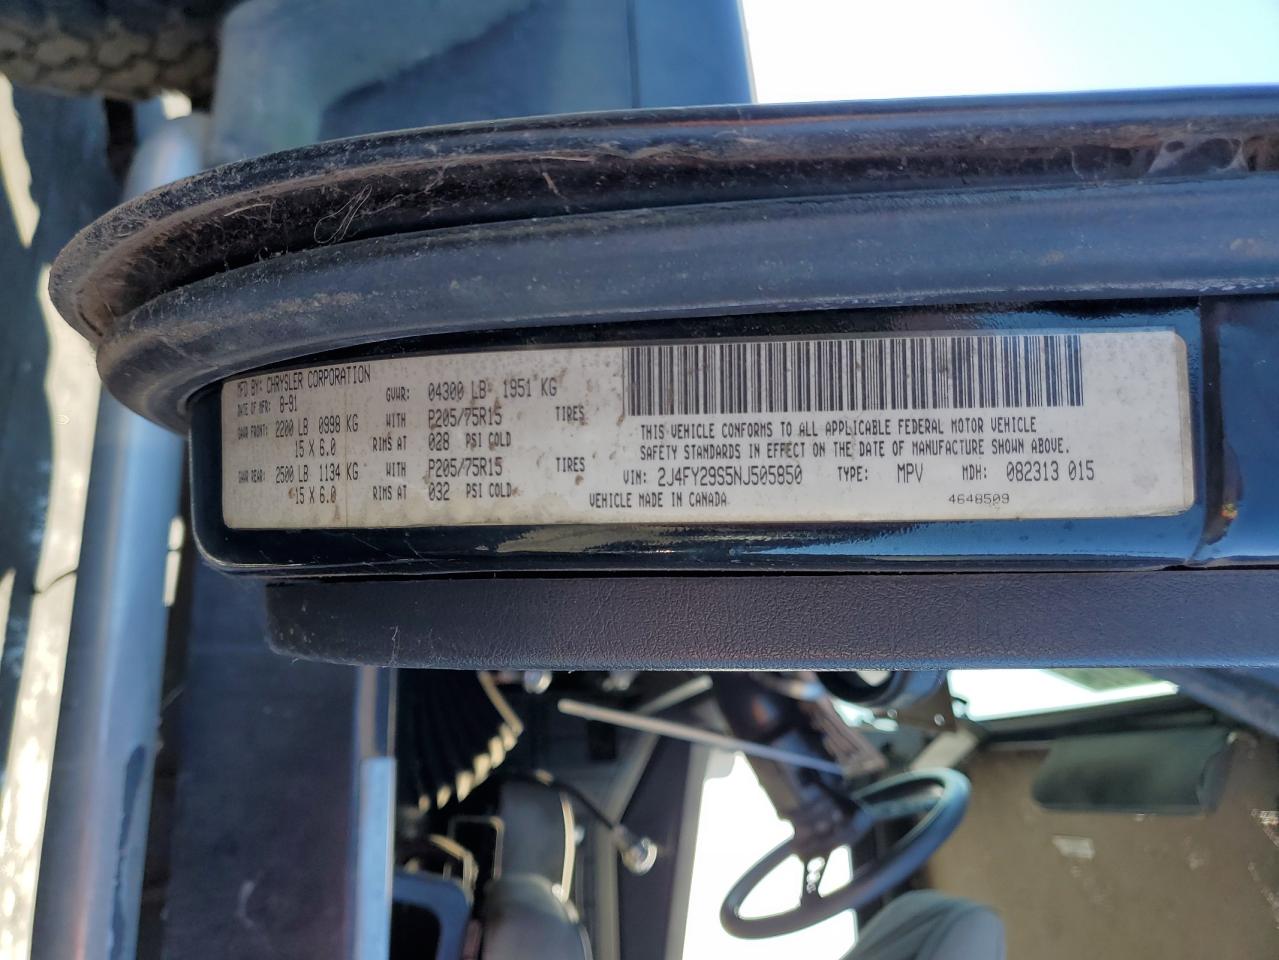 MFD BY: CHRYSLER CORPORATION
DATE OF MFR: 8-91 GVWR: 04300 LB 1951 KG
GAWR FRONT: 2200 LB 0998 KG WITH P205/75R15 TIRES
15 X 6.0 RIMS AT 028 PSI COLD
GAWR REAR: 2500 LB 1134 KG WITH P205/75R15 TIRES
15 X 6.0 RIMS AT 032 PSI COLD
THIS VEHICLE CONFORMS TO ALL APPLICABLE FEDERAL MOTOR VEHICLE
SAFETY STANDARDS IN EFFECT ON THE DATE OF MANUFACTURE SHOWN ABOVE.
VIN: 2J4FY29S5NJ505850 TYPE: MPV MDH: 082313 015
VEHICLE MADE IN CANADA 4648509